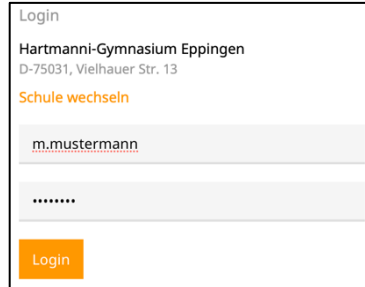 Login
Hartmanni-Gymnasium Eppingen
D-75031, Vielhauer Str. 13
Schule wechseln
m.mustermann
••••••••
Login